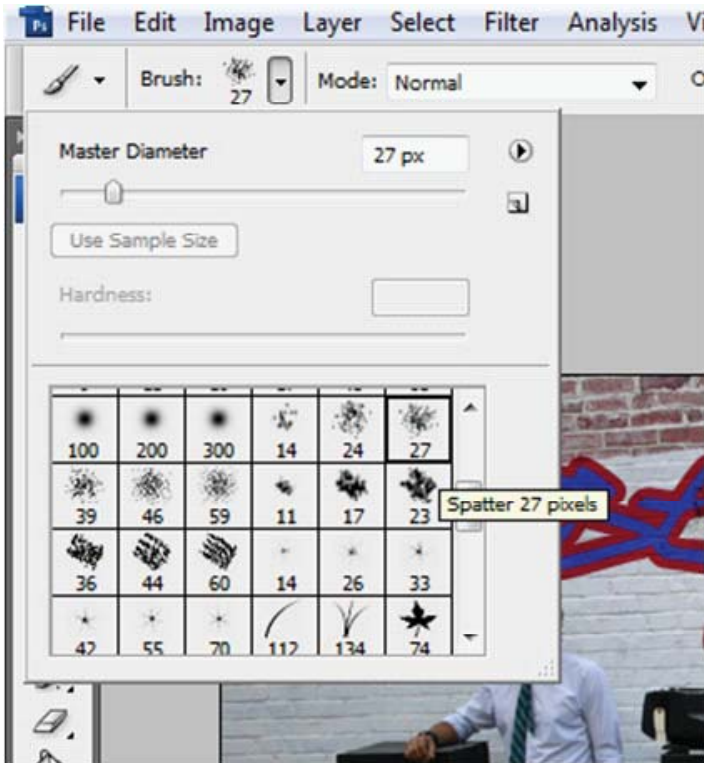 Ps File Edit Image Layer Select Filter Analysis
Brush: 27 Mode: Normal
Master Diameter 27 px
Use Sample Size
Hardness:
100 200 300 14 24 27
39 46 59 11 17 23
Spatter 27 pixels
36 44 60 14 26 33
42 55 70 112 134 74